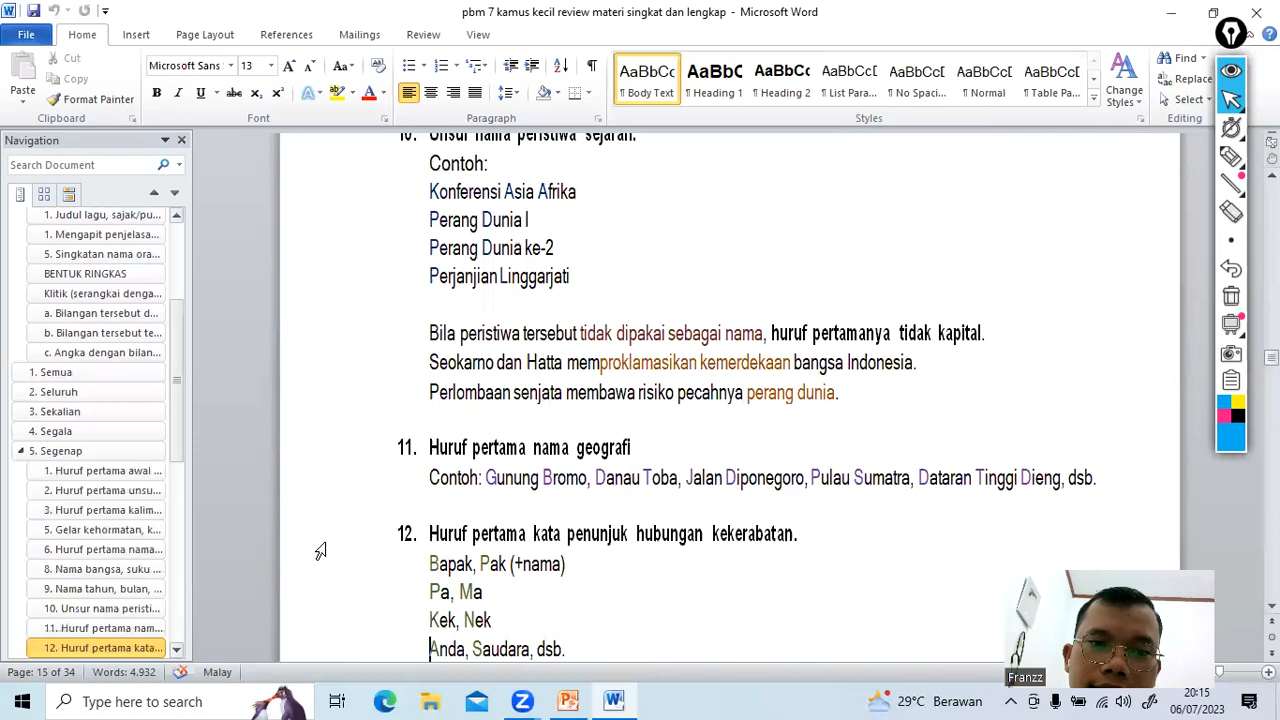 pbm 7 kamus kecil review materi singkat dan lengkap - Microsoft Word
File Home Insert Page Layout References Mailings Review View
Cut
Copy
Paste
Format Painter
Clipboard
Microsoft Sans 13
Font
Paragraph
AaBbCc AaBbC AaBbCc AaBbC AaBbCcD AaBbCcD AaBbCcD
Body Text Heading 1 Heading 2 List Para... No Spaci... Normal Table Pa...
Change Styles
Styles
Find
Replace
Select
Editing
Navigation
Search Document
1. Judul lagu, sajak/pu...
1. Mengapit penjelasa...
5. Singkatan nama ora...
BENTUK RINGKAS
Klitik (serangkai denga...
a. Bilangan tersebut d...
b. Bilangan tersebut m...
c. Angka dengan bilan...
1. Semua
2. Seluruh
3. Sekalian
4. Segala
5. Segenap
1. Huruf pertama awal ...
2. Huruf pertama unsu...
3. Huruf pertama kalim...
5. Gelar kehormatan, k...
6. Huruf pertama nama...
8. Nama bangsa, suku ...
9. Nama tahun, bulan, ...
10. Unsur nama peristi...
11. Huruf pertama nam...
12. Huruf pertama kata...
10. Unsur nama peristiwa sejarah.
Contoh:
Konferensi Asia Afrika
Perang Dunia I
Perang Dunia ke-2
Perjanjian Linggarjati
Bila peristiwa tersebut tidak dipakai sebagai nama, huruf pertamanya tidak kapital.
Seokarno dan Hatta memproklamasikan kemerdekaan bangsa Indonesia.
Perlombaan senjata membawa risiko pecahnya perang dunia.
11. Huruf pertama nama geografi
Contoh: Gunung Bromo, Danau Toba, Jalan Diponegoro, Pulau Sumatra, Dataran Tinggi Dieng, dsb.
12. Huruf pertama kata penunjuk hubungan kekerabatan.
Bapak, Pak (+nama)
Pa, Ma
Kek, Nek
Anda, Saudara, dsb.
Franzz
Page: 15 of 34 Words: 4.932 Malay
Type here to search
29°C Berawan
20:15
06/07/2023